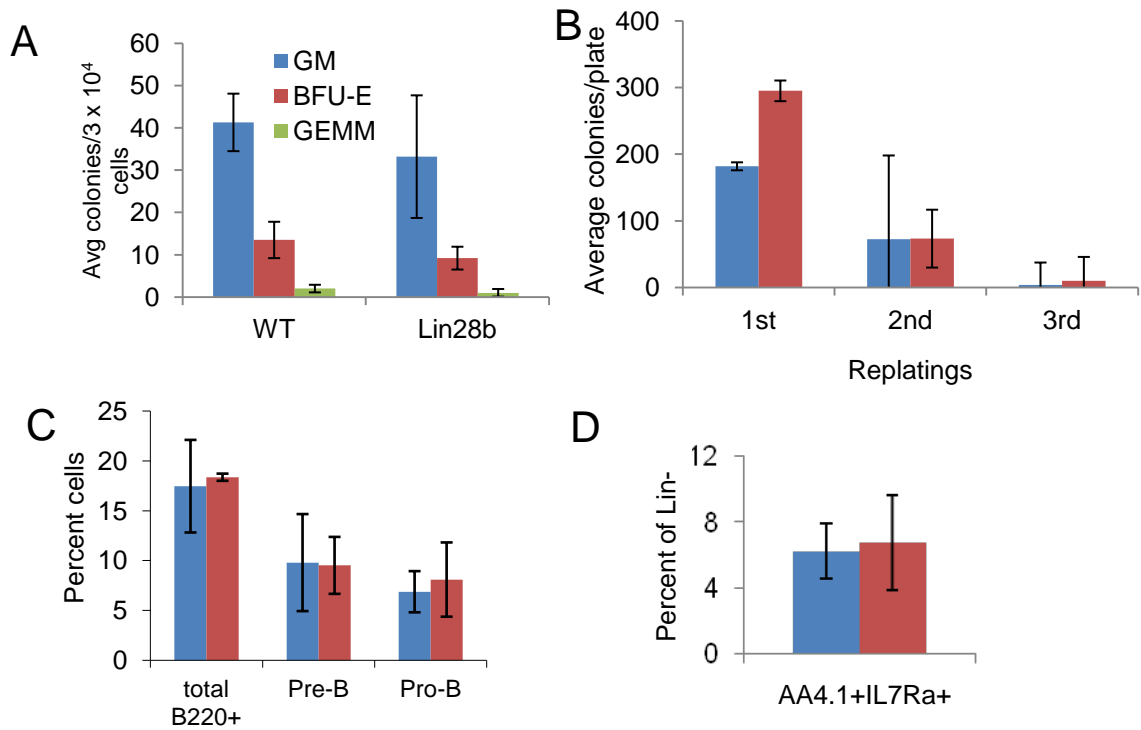 A
Avg colonies/3 x 10⁴
cells
60
50
40
30
20
10
0
GM
BFU-E
GEMM
WT
Lin28b
B
Average colonies/plate
400
300
200
100
0
1st
2nd
3rd
Replatings
C
Percent cells
25
20
15
10
5
0
total
B220+
Pre-B
Pro-B
D
Percent of Lin-
12
8
4
0
AA4.1+IL7Ra+